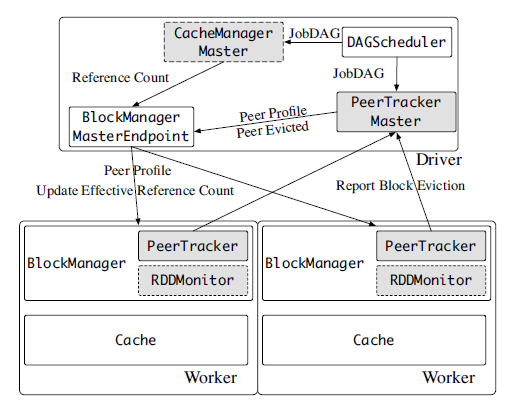 CacheManager
Master
JobDAG
DAGScheduler
Reference Count
JobDAG
BlockManager
MasterEndpoint
Peer Profile
Peer Evicted
PeerTracker
Master
Driver
Peer Profile
Update Effective Reference Count
Report Block Eviction
BlockManager
PeerTracker
RDDMonitor
Cache
Worker
BlockManager
PeerTracker
RDDMonitor
Cache
Worker